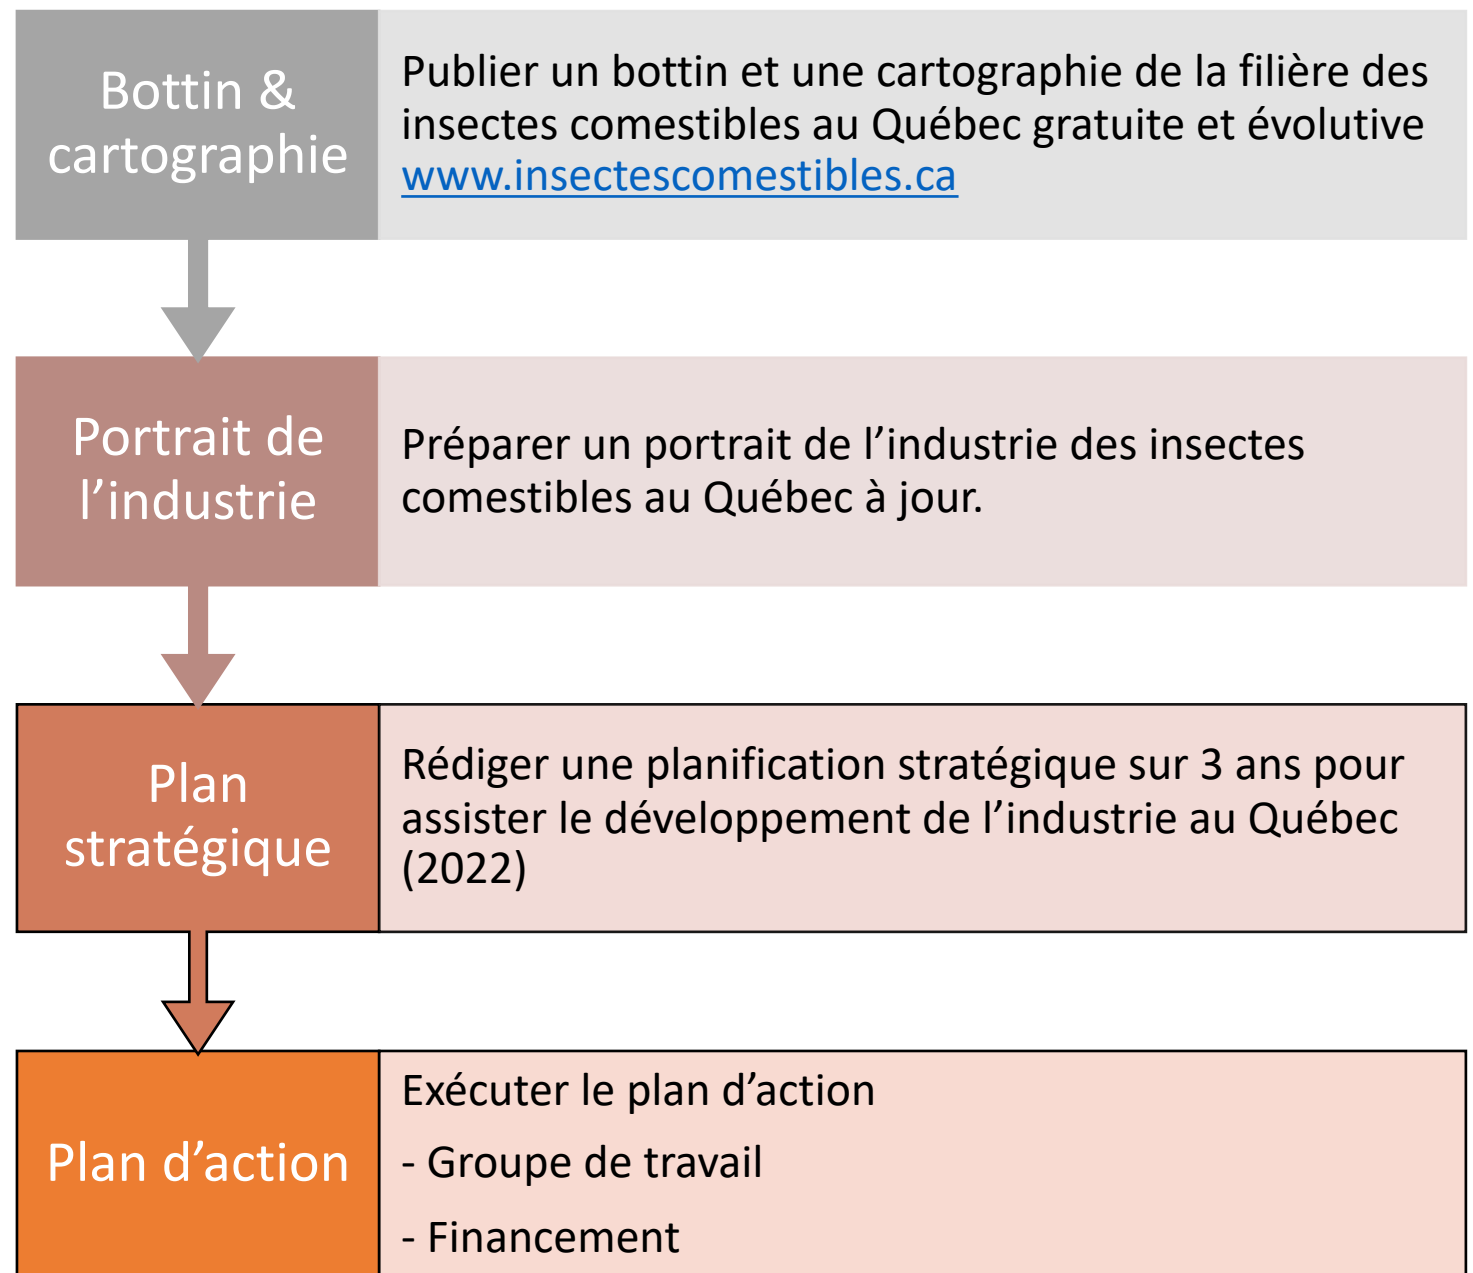 Bottin &
cartographie
Publier un bottin et une cartographie de la filière des
insectes comestibles au Québec gratuite et évolutive
www.insectescomestibles.ca
Portrait de
l’industrie
Préparer un portrait de l’industrie des insectes
comestibles au Québec à jour.
Plan
stratégique
Rédiger une planification stratégique sur 3 ans pour
assister le développement de l’industrie au Québec
(2022)
Plan d’action
Exécuter le plan d’action
- Groupe de travail
- Financement